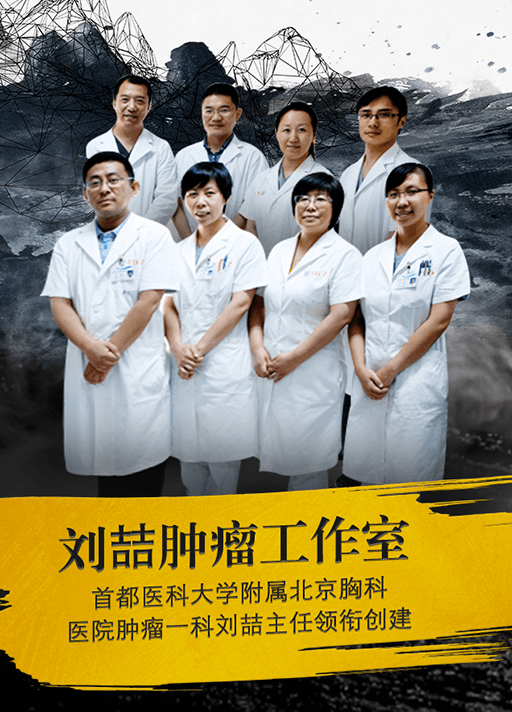 刘喆肿瘤工作室
首都医科大学附属北京胸科
医院肿瘤一科刘喆主任领衔创建